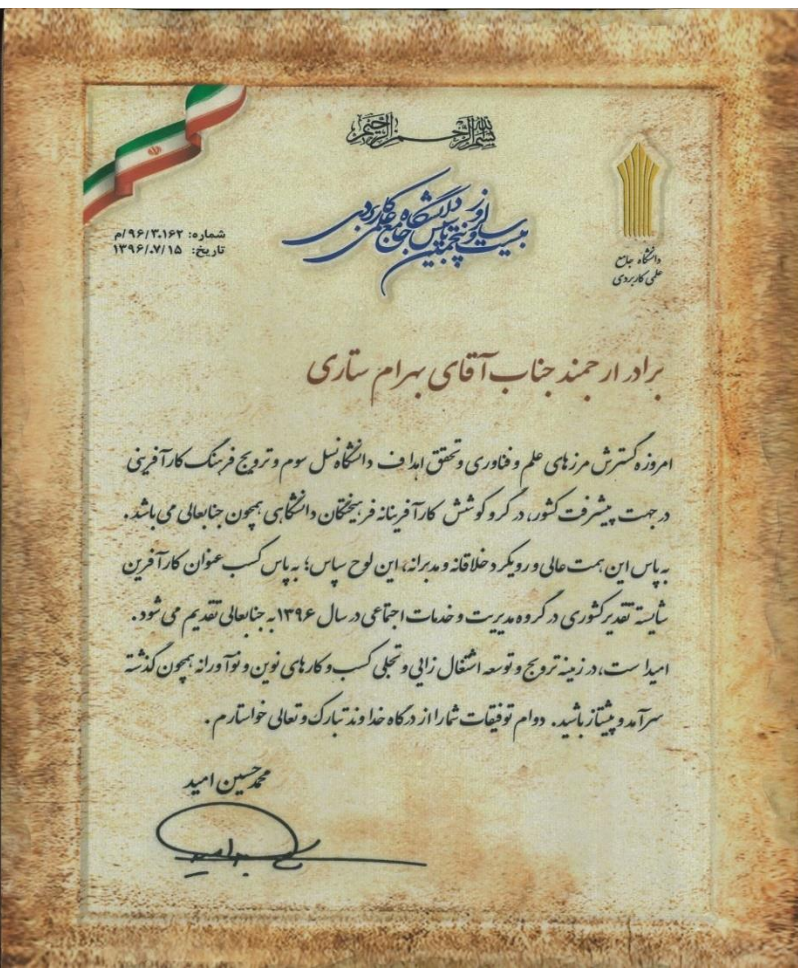 بسم الله الرحمن الرحیم
بیست و پنجمین سالروز تاسیس دانشگاه جامع علمی کاربردی
دانشگاه جامع
علمی کاربردی
شماره: ۹۶/۳.۱۶۲/م
تاریخ: ۱۳۹۶/.۷/۱۵
برادر ارجمند جناب آقای بهرام ستاری
امروزه گسترش مرزهای علم و فناوری و تحقق اهداف دانشگاه نسل سوم و ترویج فرهنگ کارآفرینی
در جهت پیشرفت کشور، در گرو کوشش کارآفرینانه فرهیختگان دانشگاهی همچون جنابعالی می باشد.
به پاس این همت عالی و رویکرد خلاقانه و مدبرانه، این لوح سپاس؛ به پاس کسب عنوان کارآفرین
شایسته تقدیر کشوری در گروه مدیریت و خدمات اجتماعی در سال ۱۳۹۶ به جنابعالی تقدیم می شود.
امید است، در زمینه ترویج و توسعه اشتغال زایی و تجلی کسب و کارهای نوین و نوآورانه همچون گذشته
سرآمد و پیشتاز باشید. دوام توفیقات شما را از درگاه خداوند تبارک و تعالی خواستارم.
محمد حسین امید